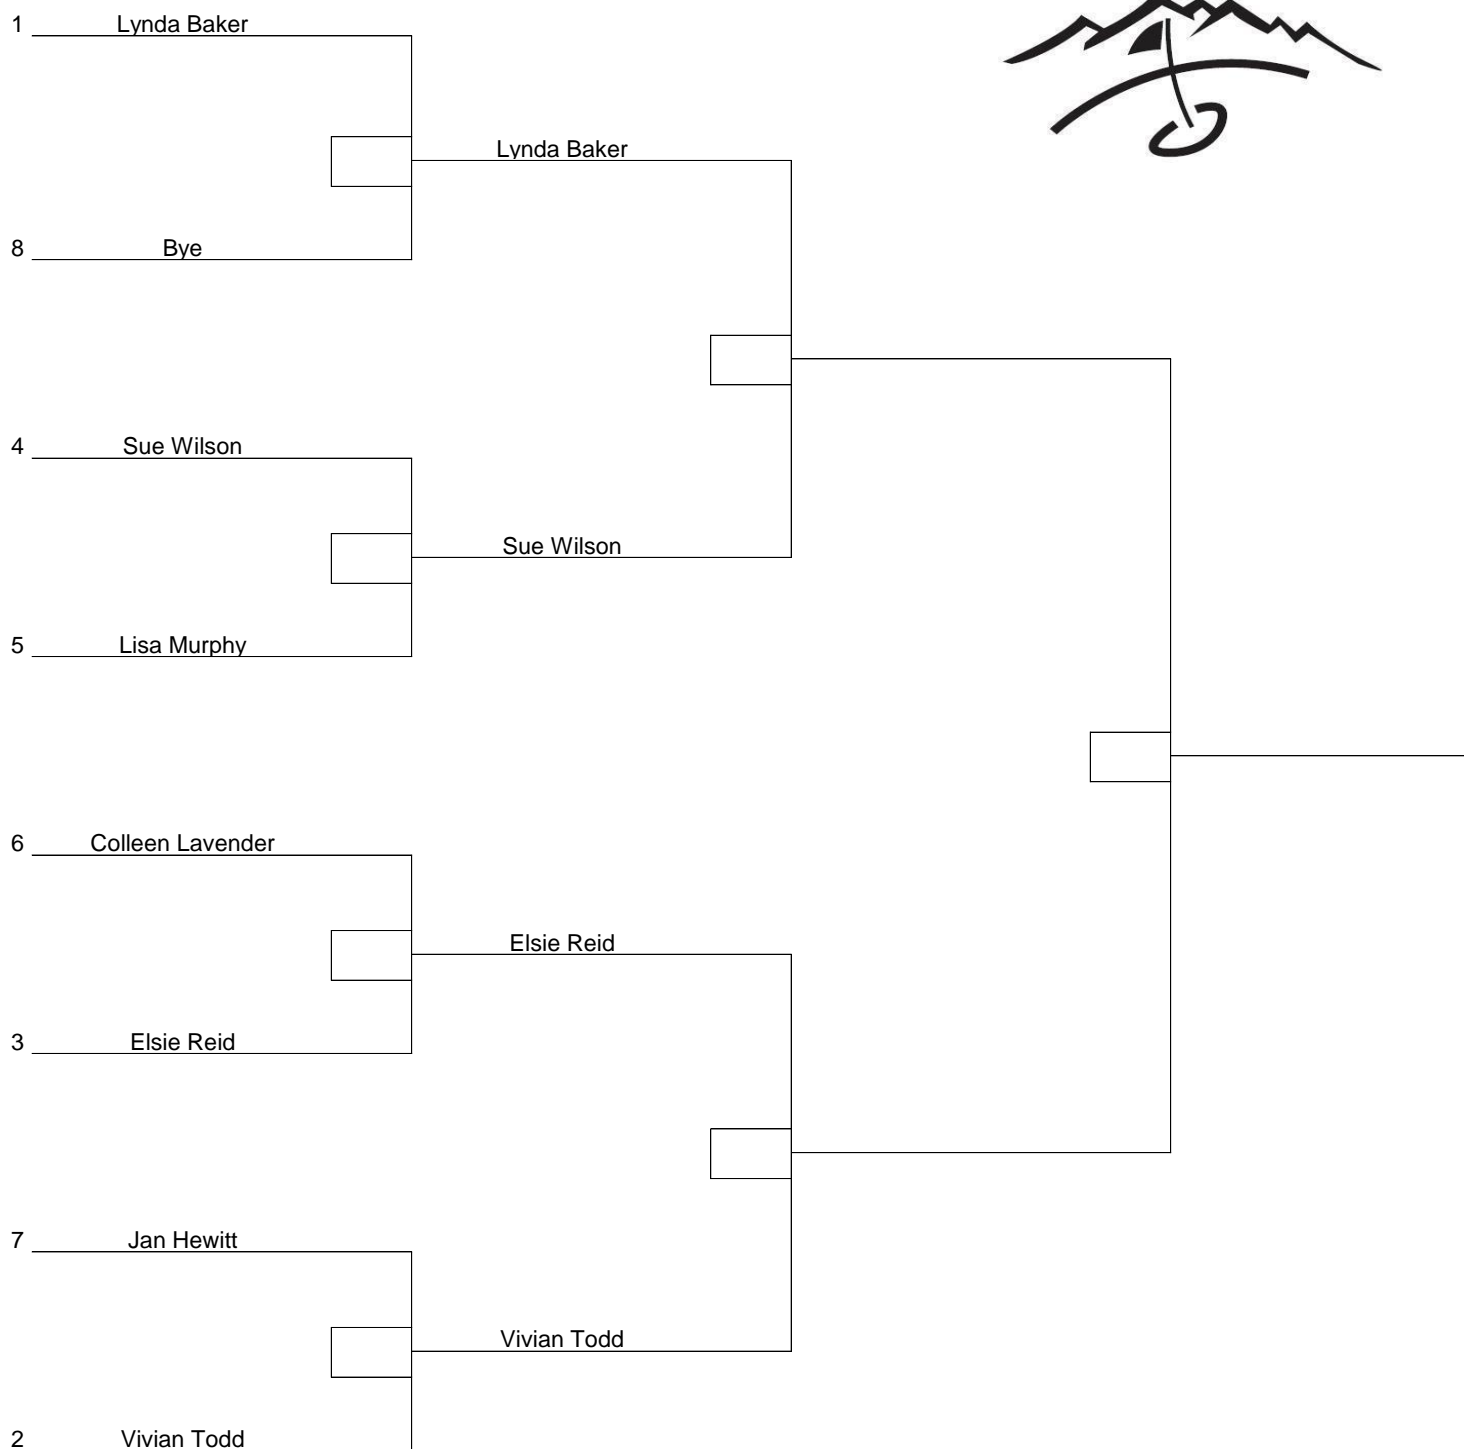 1 Lynda Baker
Lynda Baker
8 Bye
4 Sue Wilson
Sue Wilson
5 Lisa Murphy
6 Colleen Lavender
Elsie Reid
3 Elsie Reid
7 Jan Hewitt
Vivian Todd
2 Vivian Todd